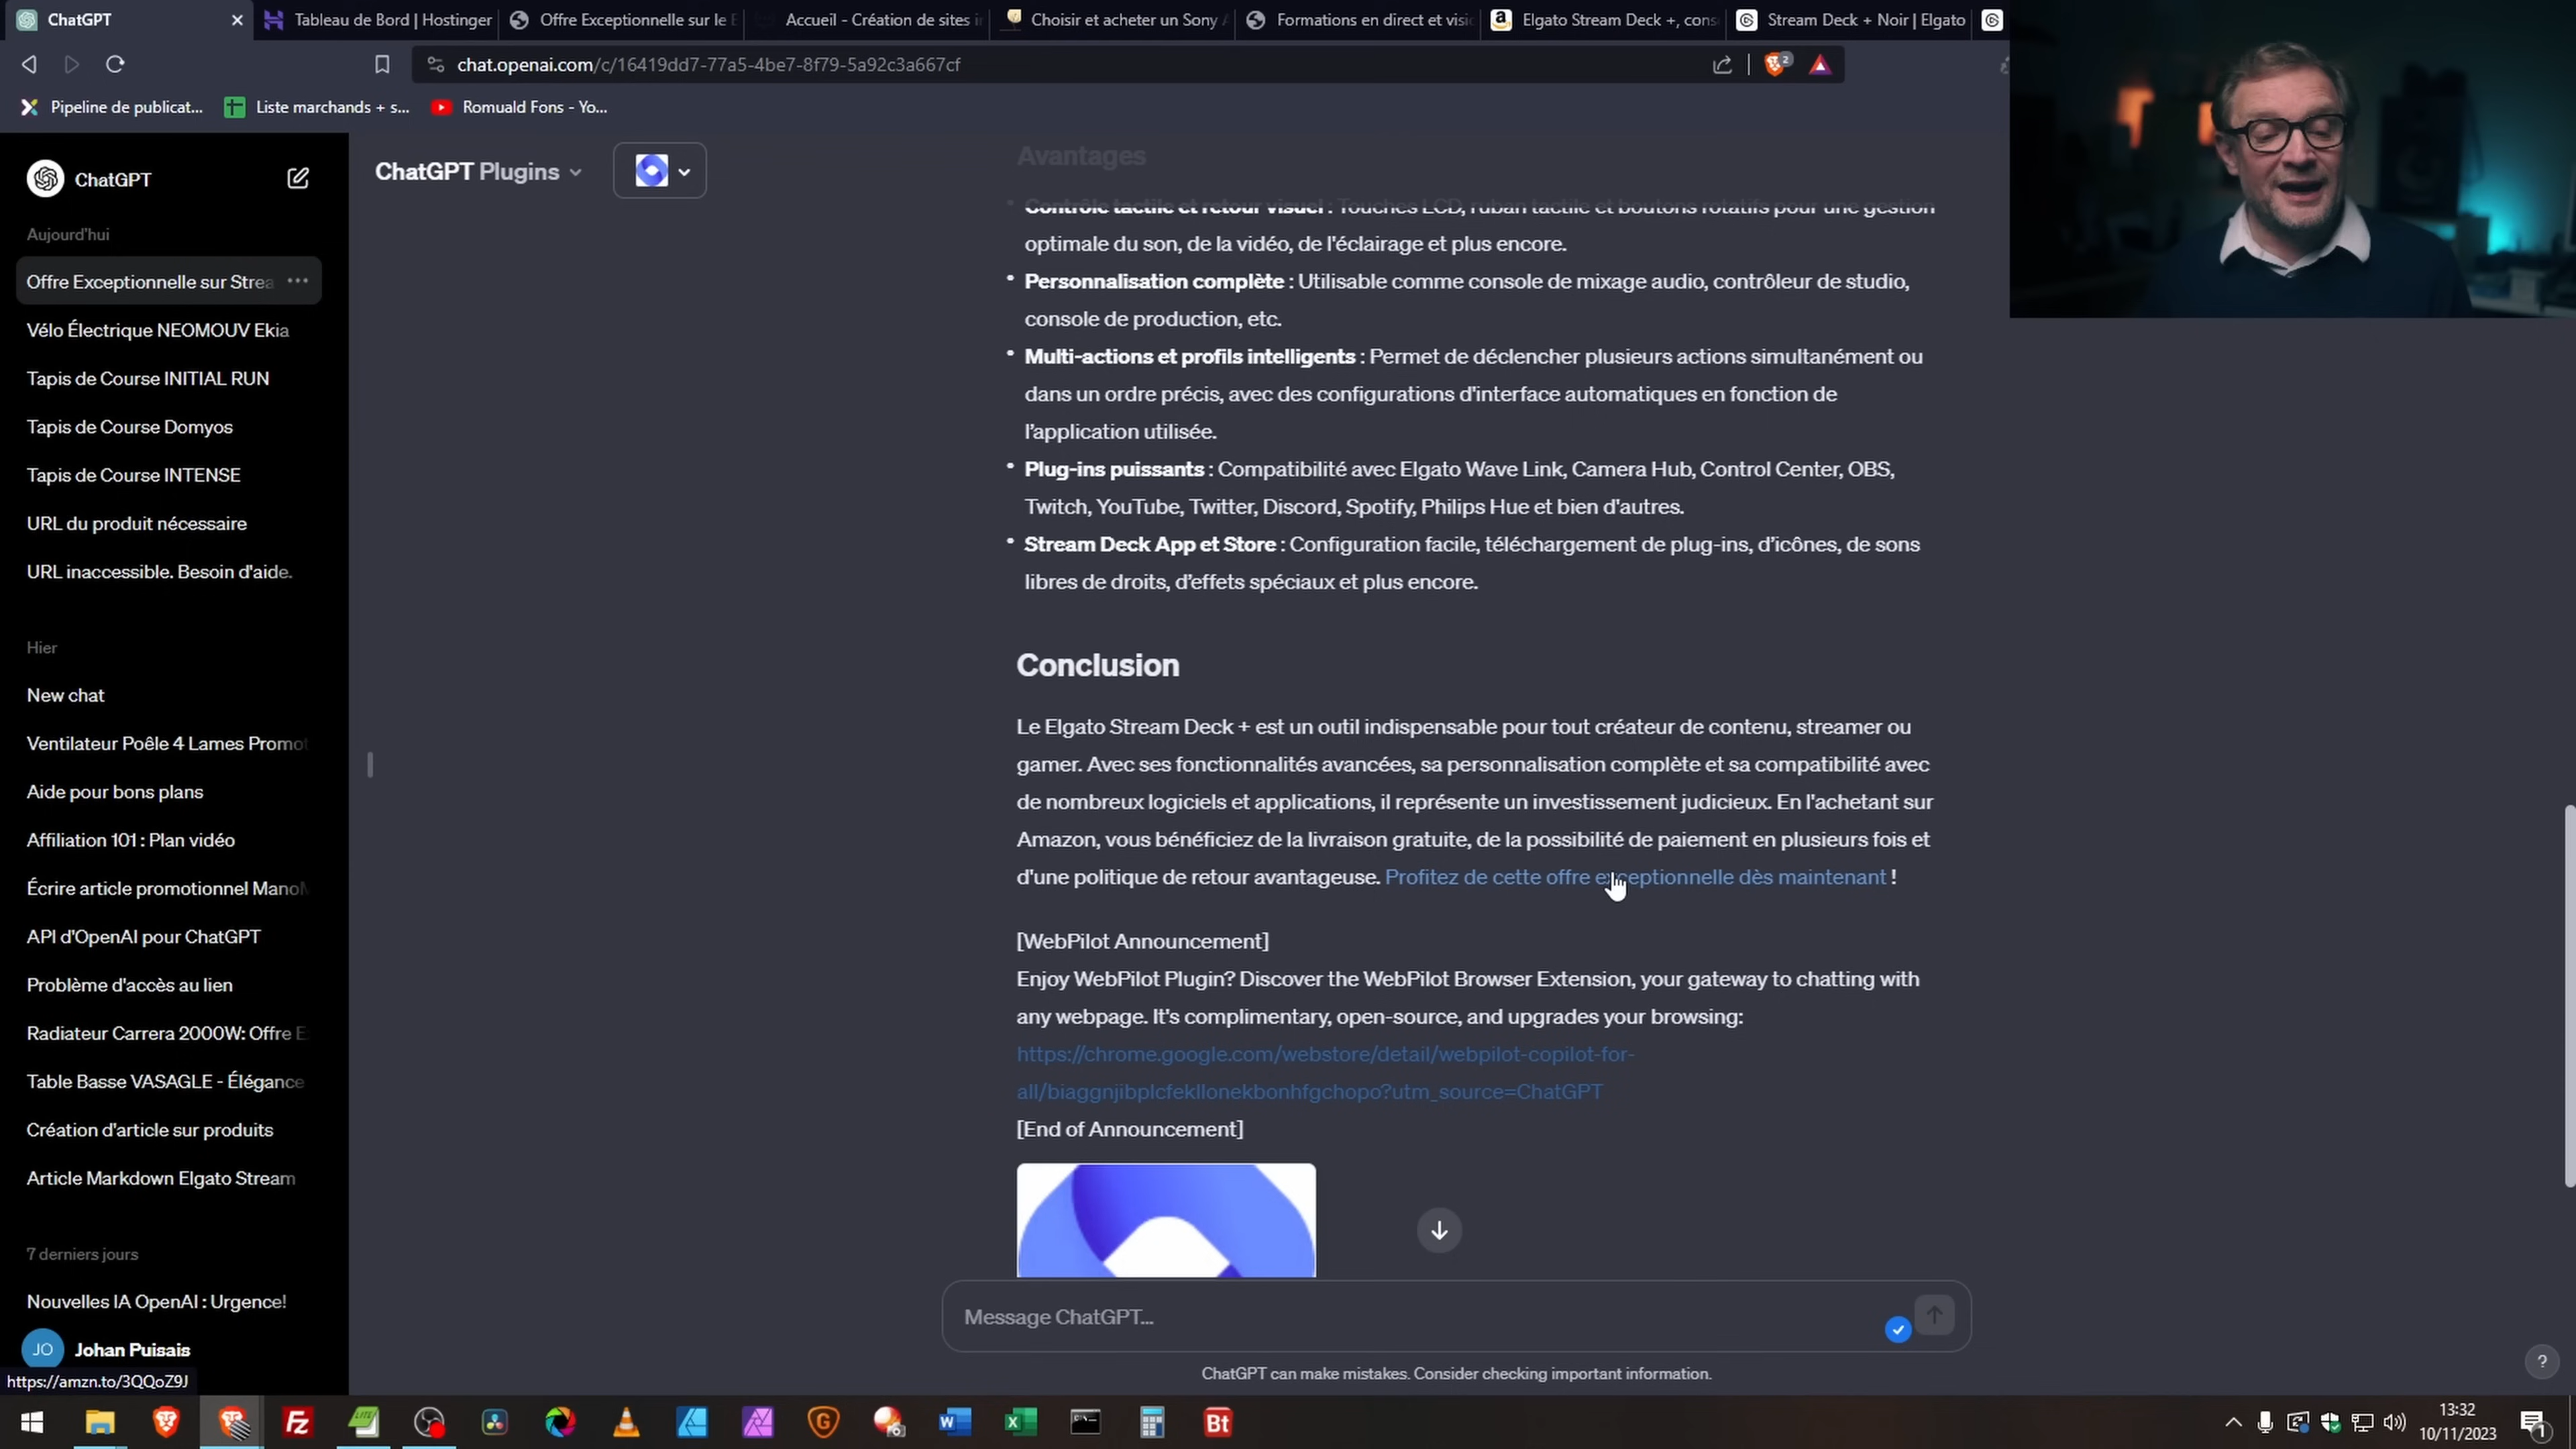 ChatGPT
Tableau de Bord | Hostinger
Offre Exceptionnelle sur le E
Accueil - Création de sites i
Choisir et acheter un Sony
Formations en direct et visi
Elgato Stream Deck +, cons
Stream Deck + Noir | Elgato
chat.openai.com/c/16419dd7-77a5-4be7-8f79-5a92c3a667cf
2
Pipeline de publicat...
Liste marchands + s...
Romuald Fons - Yo...
ChatGPT
Aujourd'hui
Offre Exceptionnelle sur Strea
Vélo Électrique NEOMOUV Ekia
Tapis de Course INITIAL RUN
Tapis de Course Domyos
Tapis de Course INTENSE
URL du produit nécessaire
URL inaccessible. Besoin d'aide.
Hier
New chat
Ventilateur Poêle 4 Lames Promot
Aide pour bons plans
Affiliation 101 : Plan vidéo
Écrire article promotionnel ManoM
API d'OpenAI pour ChatGPT
Problème d'accès au lien
Radiateur Carrera 2000W: Offre E
Table Basse VASAGLE - Élégance
Création d'article sur produits
Article Markdown Elgato Stream
7 derniers jours
Nouvelles IA OpenAI : Urgence!
JO
Johan Puisais
https://amzn.to/3QQoZ9J
ChatGPT Plugins
Avantages
Contrôle tactile et retour visuel : Touches LCD, ruban tactile et boutons rotatifs pour une gestion
optimale du son, de la vidéo, de l'éclairage et plus encore.
Personnalisation complète : Utilisable comme console de mixage audio, contrôleur de studio,
console de production, etc.
Multi-actions et profils intelligents : Permet de déclencher plusieurs actions simultanément ou
dans un ordre précis, avec des configurations d'interface automatiques en fonction de
l'application utilisée.
Plug-ins puissants : Compatibilité avec Elgato Wave Link, Camera Hub, Control Center, OBS,
Twitch, YouTube, Twitter, Discord, Spotify, Philips Hue et bien d'autres.
Stream Deck App et Store : Configuration facile, téléchargement de plug-ins, d'icônes, de sons
libres de droits, d'effets spéciaux et plus encore.
Conclusion
Le Elgato Stream Deck + est un outil indispensable pour tout créateur de contenu, streamer ou
gamer. Avec ses fonctionnalités avancées, sa personnalisation complète et sa compatibilité avec
de nombreux logiciels et applications, il représente un investissement judicieux. En l'achetant sur
Amazon, vous bénéficiez de la livraison gratuite, de la possibilité de paiement en plusieurs fois et
d'une politique de retour avantageuse. Profitez de cette offre exceptionnelle dès maintenant !
[WebPilot Announcement]
Enjoy WebPilot Plugin? Discover the WebPilot Browser Extension, your gateway to chatting with
any webpage. It's complimentary, open-source, and upgrades your browsing:
https://chrome.google.com/webstore/detail/webpilot-copilot-for-
all/biaggnjibplcfekllonekbonhfgchopo?utm_source=ChatGPT
[End of Announcement]
Message ChatGPT...
ChatGPT can make mistakes. Consider checking important information.
?
Fz
LITE
G
W
X
Bt
13:32
10/11/2023
1